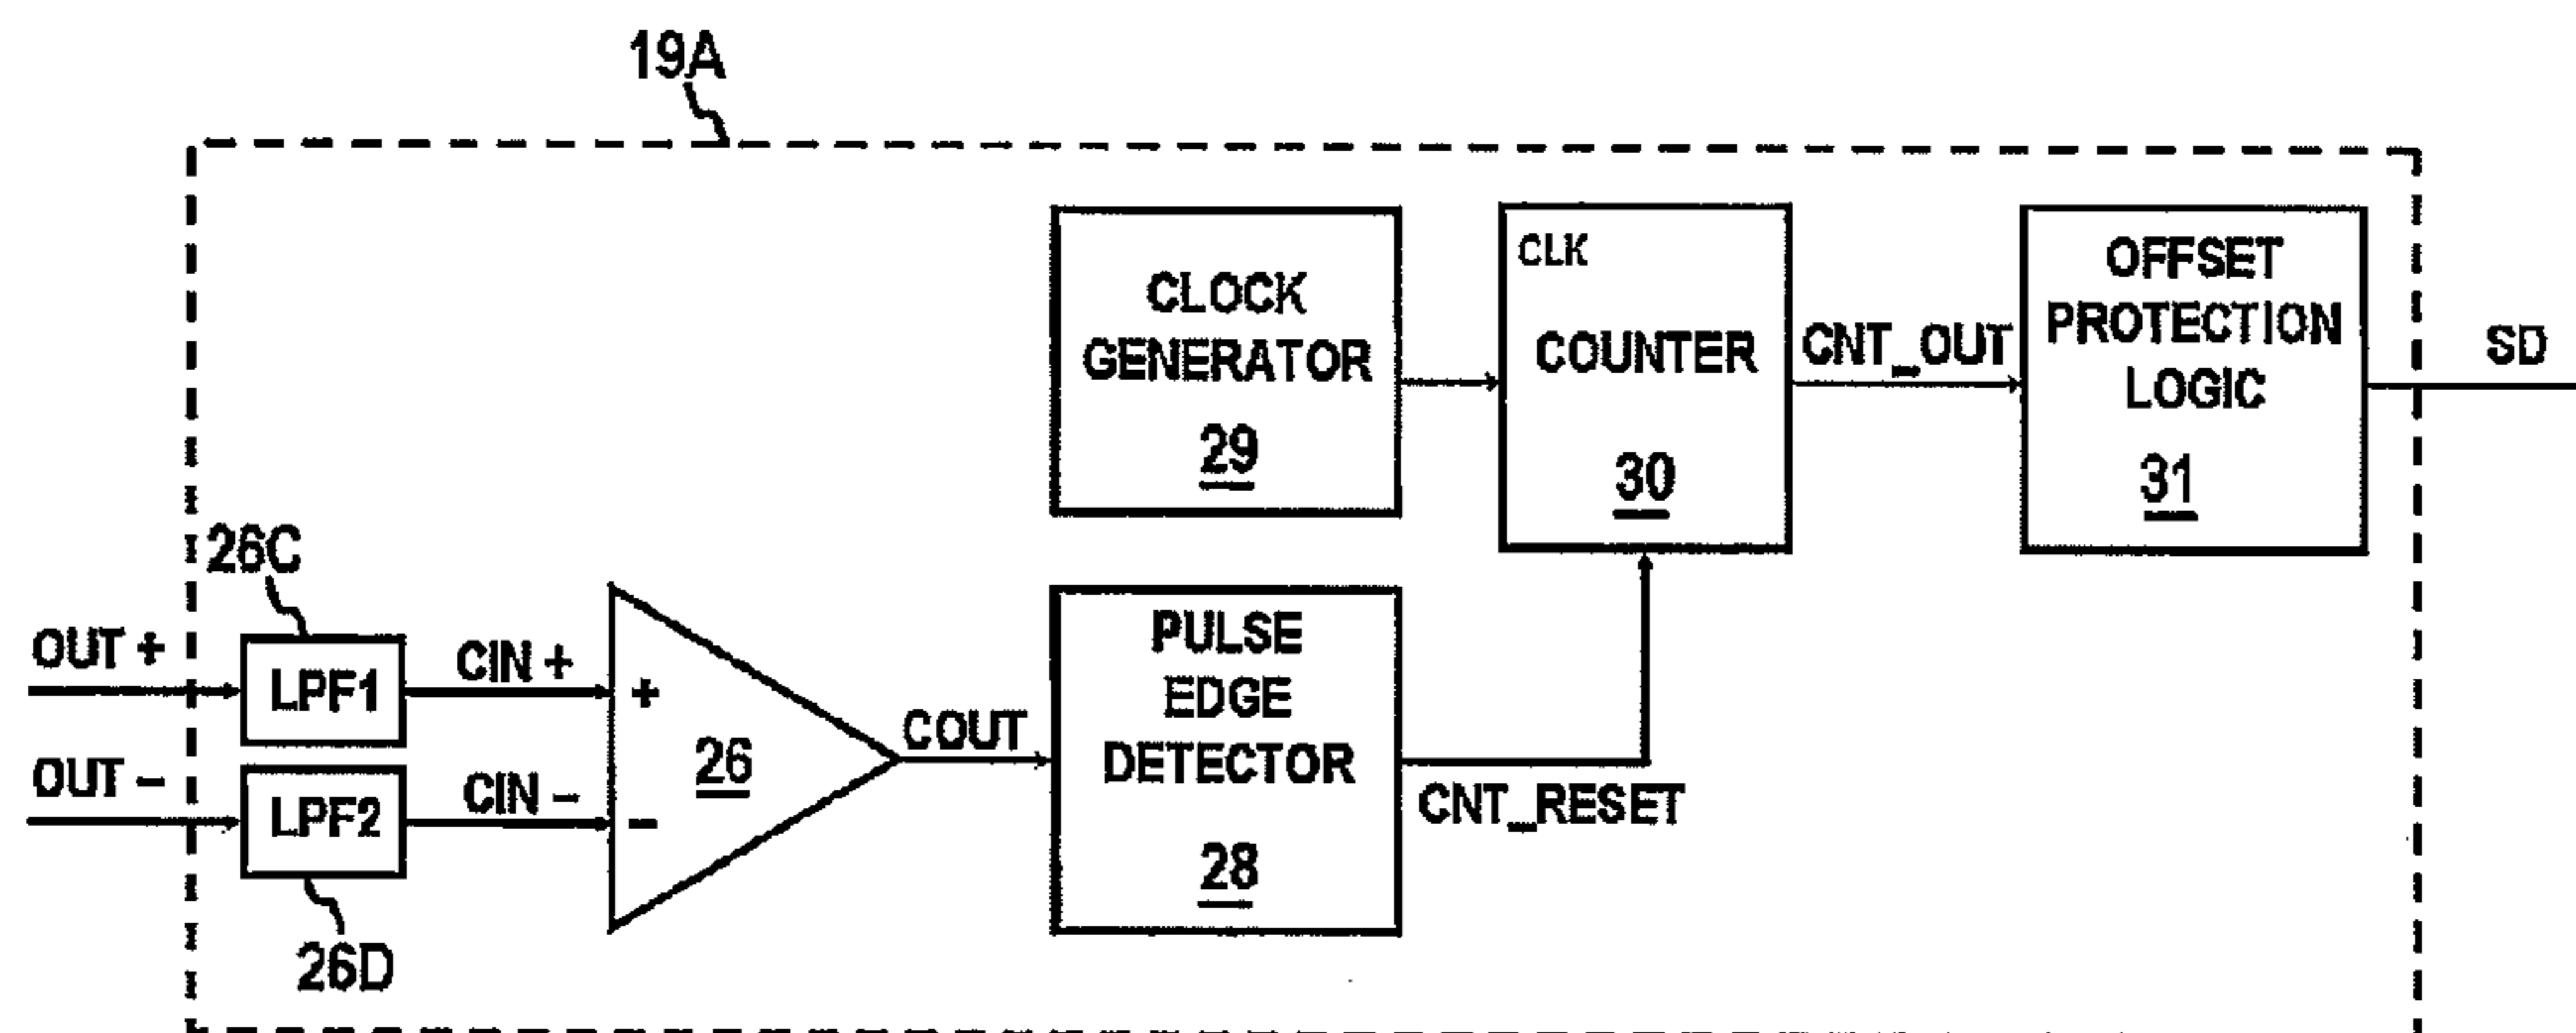 19A
CLOCK
GENERATOR
29
CLK
COUNTER
30
CNT_OUT
OFFSET
PROTECTION
LOGIC
31
SD
26C
OUT +
LPF1
CIN +
+
OUT -
LPF2
CIN -
-
26
26D
COUT
PULSE
EDGE
DETECTOR
28
CNT_RESET